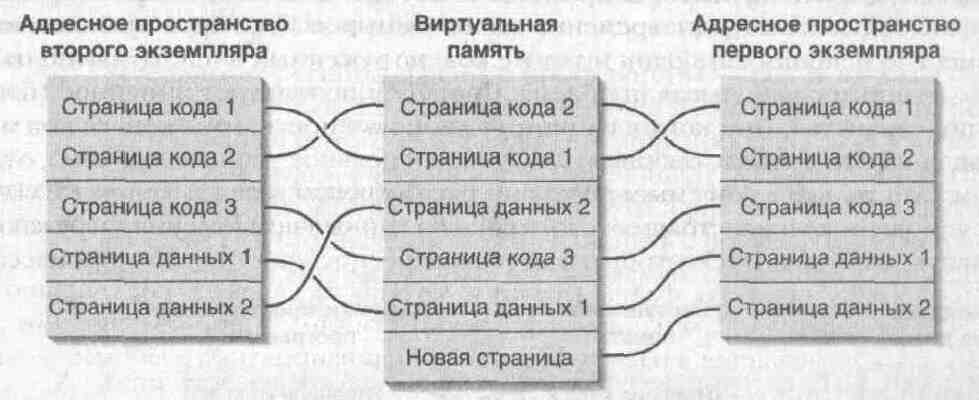 Адресное пространство
второго экземпляра
Страница кода 1
Страница кода 2
Страница кода 3
Страница данных 1
Страница данных 2
Виртуальная
память
Страница кода 2
Страница кода 1
Страница данных 2
Страница кода 3
Страница данных 1
Новая страница
Адресное пространство
первого экземпляра
Страница кода 1
Страница кода 2
Страница кода 3
Страница данных 1
Страница данных 2